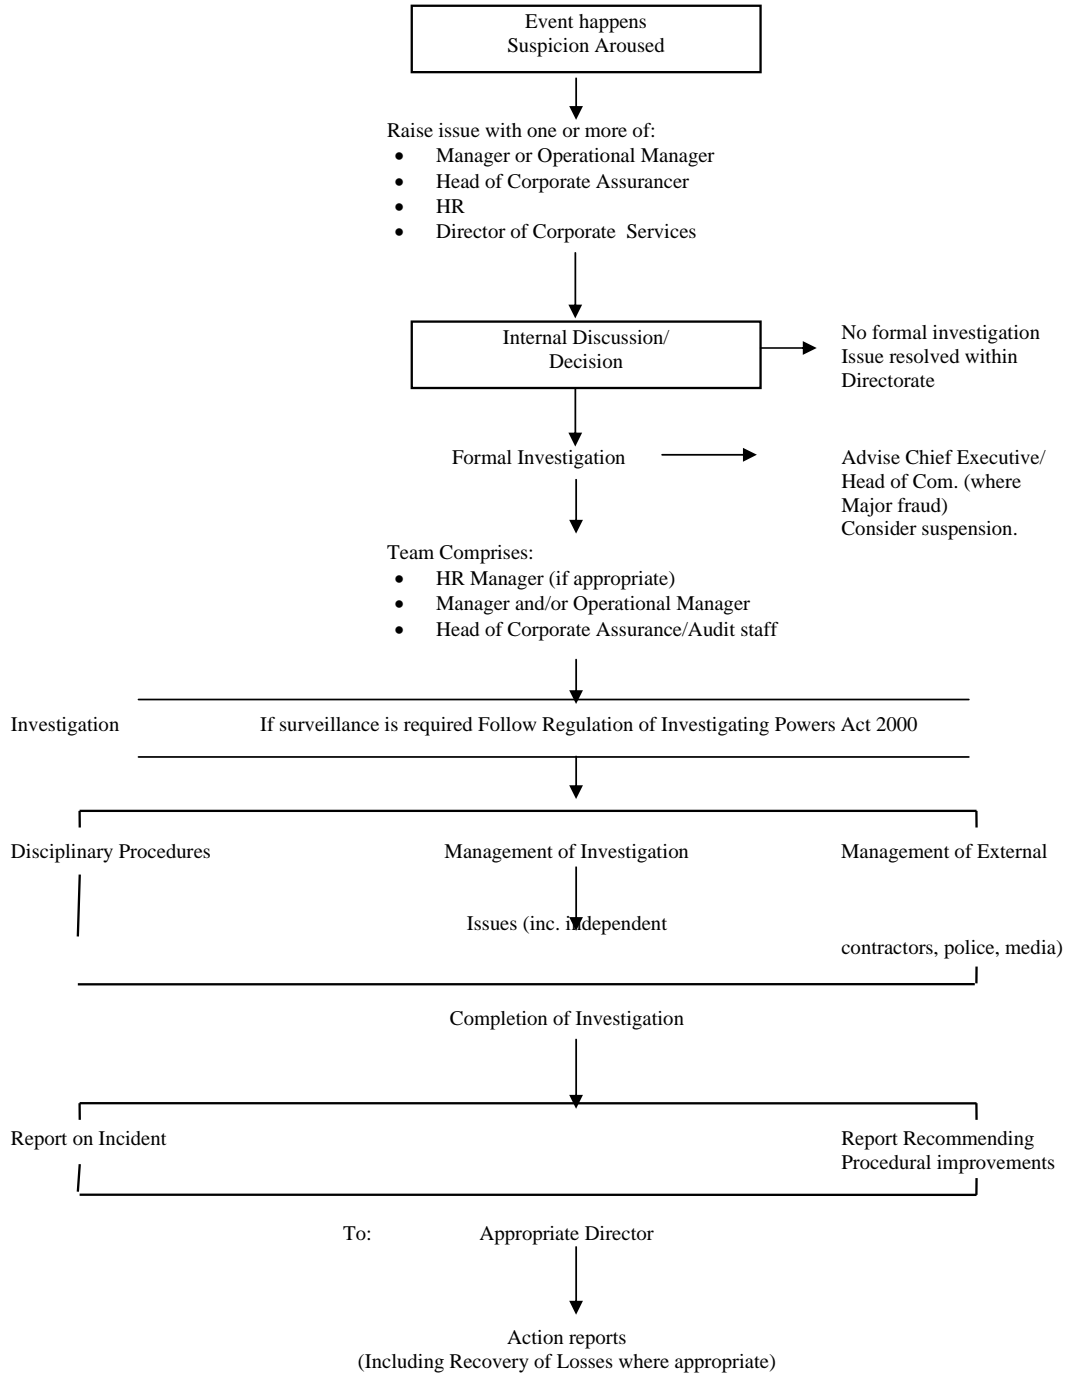 Event happens
Suspicion Aroused
Raise issue with one or more of:
• Manager or Operational Manager
• Head of Corporate Assurancer
• HR
• Director of Corporate Services
Internal Discussion/
Decision
No formal investigation
Issue resolved within
Directorate
Formal Investigation
Advise Chief Executive/
Head of Com. (where
Major fraud)
Consider suspension.
Team Comprises:
• HR Manager (if appropriate)
• Manager and/or Operational Manager
• Head of Corporate Assurance/Audit staff
Investigation
If surveillance is required Follow Regulation of Investigating Powers Act 2000
Disciplinary Procedures
Management of Investigation
Management of External
Issues (inc. independent
contractors, police, media)
Completion of Investigation
Report on Incident
Report Recommending
Procedural improvements
To: Appropriate Director
Action reports
(Including Recovery of Losses where appropriate)